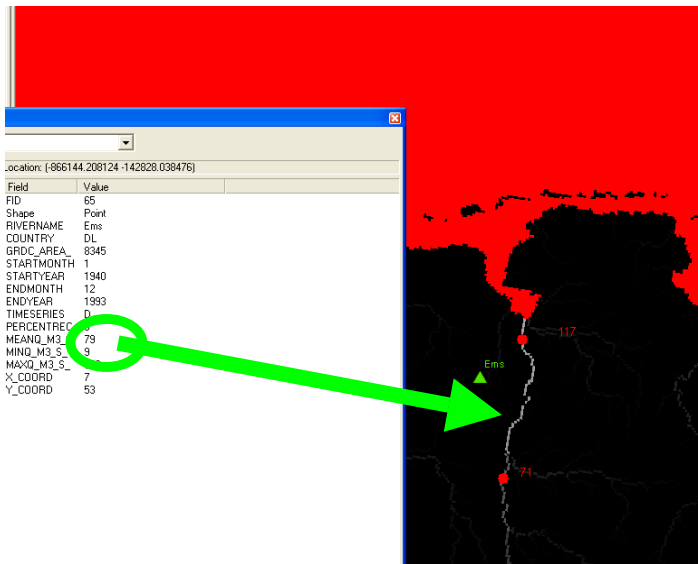 Location: (-866144.208124 -142828.038476)
Field Value
FID 65
Shape Point
RIVERNAME Ems
COUNTRY DL
GRDC_AREA_ 8345
STARTMONTH 1
STARTYEAR 1940
ENDMONTH 12
ENDYEAR 1993
TIMESERIES D
PERCENTREC
MEANQ_M3_ 79
MINQ_M3_S_ 9
MAXQ_M3_S_
X_COORD 7
Y_COORD 53
117
Ems
71